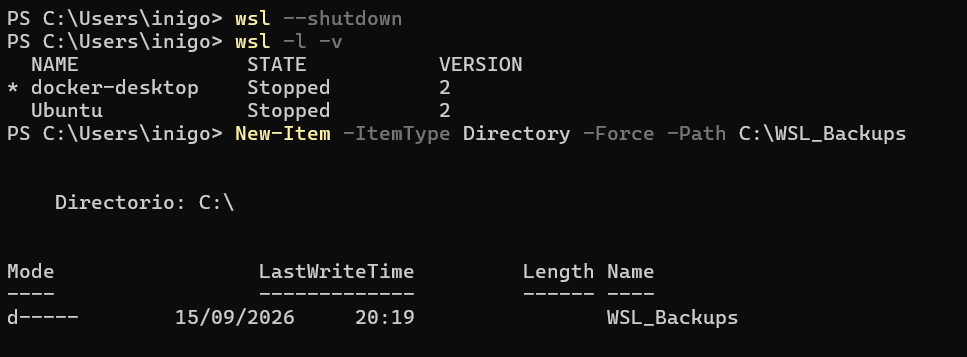 PS C:\Users\inigo> wsl --shutdown
PS C:\Users\inigo> wsl -l -v
  NAME              STATE           VERSION
* docker-desktop    Stopped         2
  Ubuntu            Stopped         2
PS C:\Users\inigo> New-Item -ItemType Directory -Force -Path C:\WSL_Backups
    Directorio: C:\
Mode                 LastWriteTime         Length Name
----                 -------------         ------ ----
d-----        15/09/2026     20:19                WSL_Backups